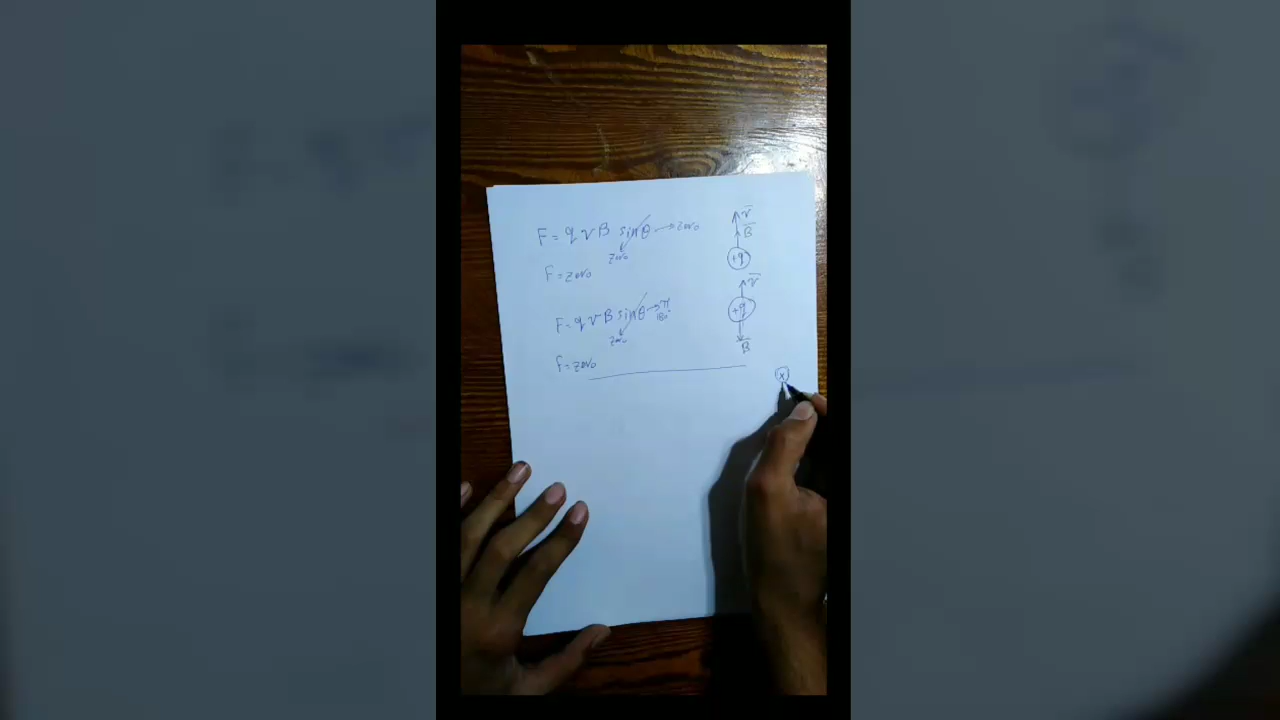 F = q v B sinθ → zero
zero
F = zero
v
B
+q
F = q v B sinθ → π
180°
zero
F = zero
v
+q
B
x